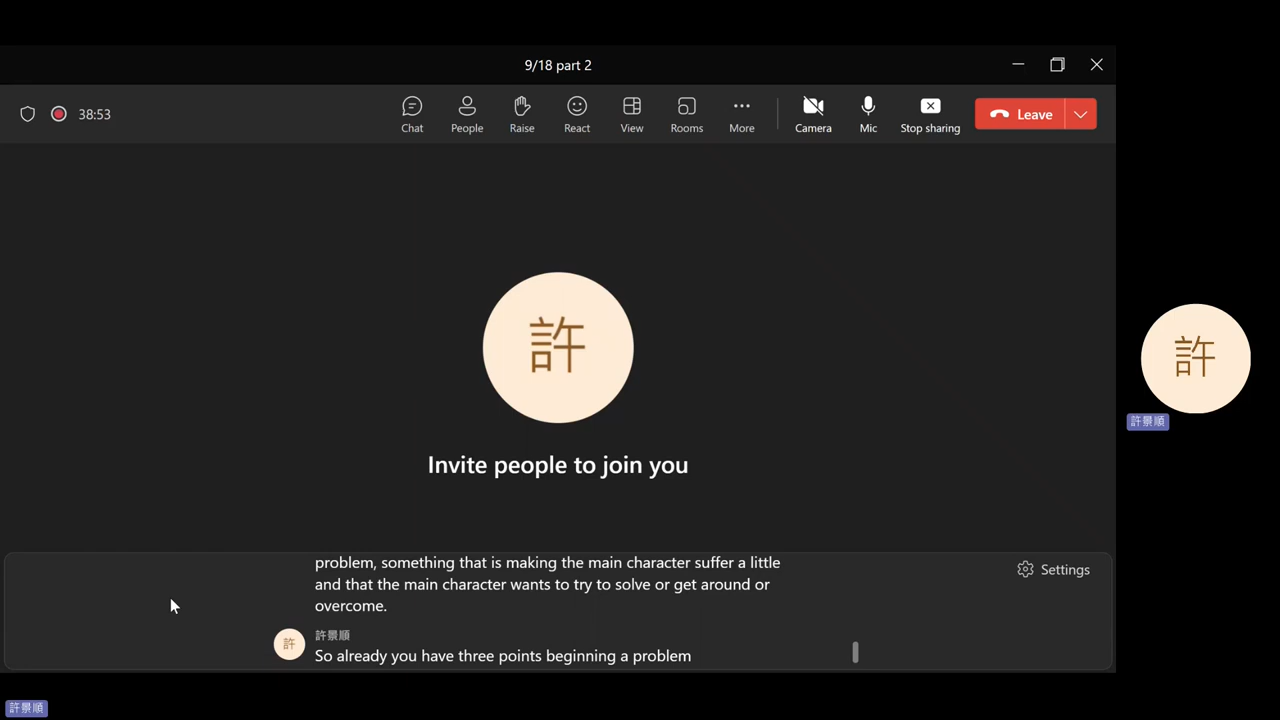 9/18 part 2
38:53
Chat
People
Raise
React
View
Rooms
More
Camera
Mic
Stop sharing
Leave
許
Invite people to join you
許
許景順
problem, something that is making the main character suffer a little
and that the main character wants to try to solve or get around or
overcome.
Settings
許
許景順
So already you have three points beginning a problem
許景順